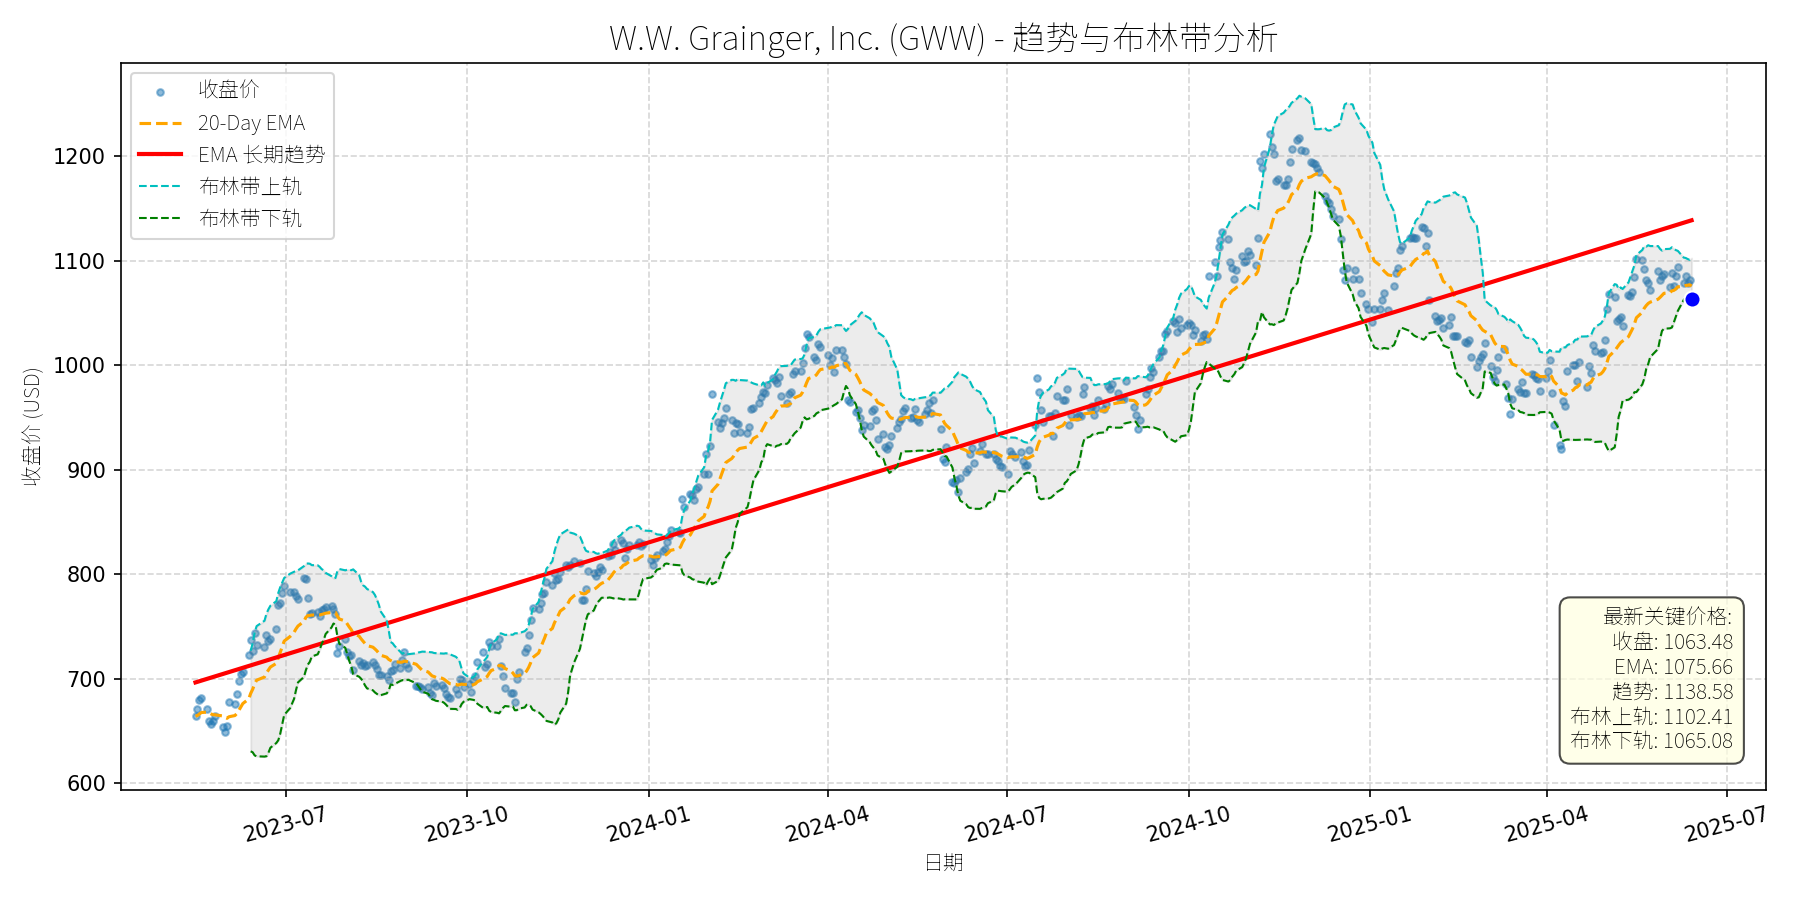 W.W. Grainger, Inc. (GWW) - 趋势与布林带分析
收盘价
20-Day EMA
EMA 长期趋势
布林带上轨
布林带下轨
收盘价 (USD)
1200
1100
1000
900
800
700
600
最新关键价格:
收盘: 1063.48
EMA: 1075.66
趋势: 1138.58
布林上轨: 1102.41
布林下轨: 1065.08
2023-07
2023-10
2024-01
2024-04
2024-07
2024-10
2025-01
2025-04
2025-07
日期